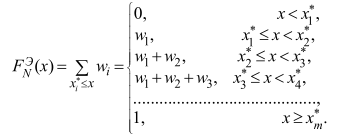 F_N^Э(x) = Σ_{x_i^* ≤ x} w_i = { 0, x < x_1^*,
w_1, x_1^* ≤ x < x_2^*,
w_1 + w_2, x_2^* ≤ x < x_3^*,
w_1 + w_2 + w_3, x_3^* ≤ x < x_4^*,
.......................................
1, x ≥ x_m^*.